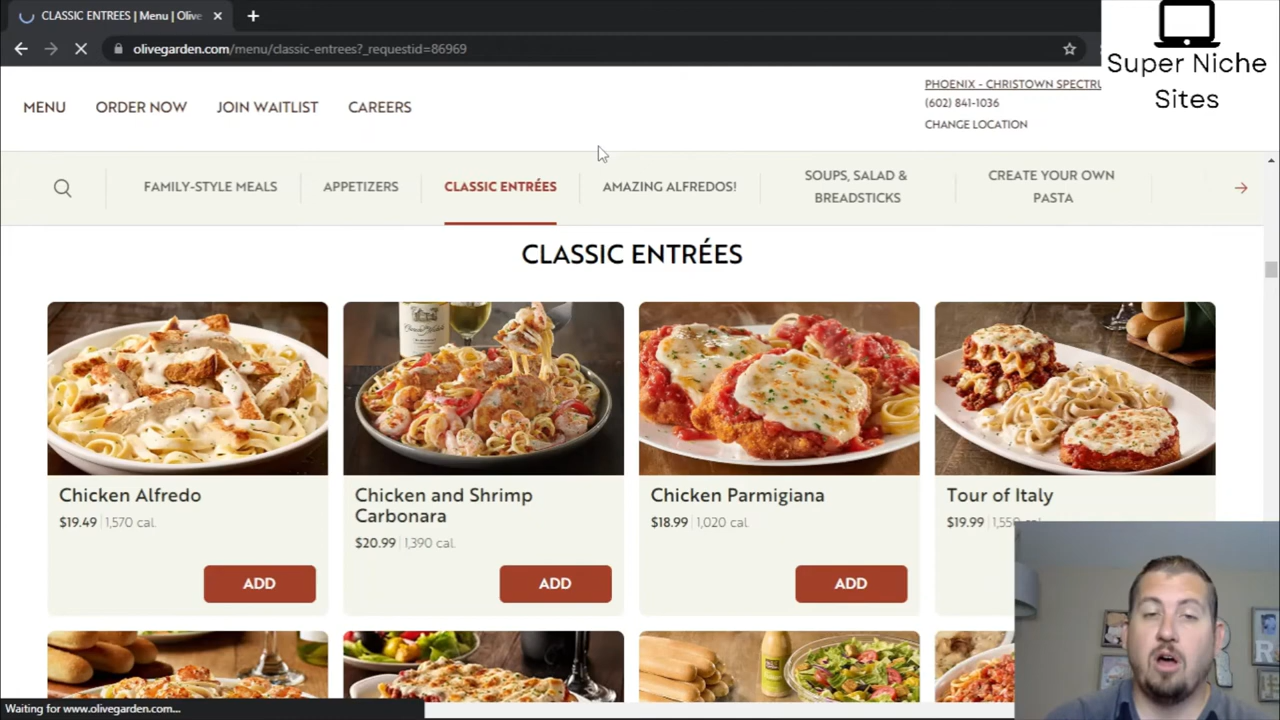 CLASSIC ENTREES | Menu | Olive
olivegarden.com/menu/classic-entrees?_requestid=86969
Super Niche
Sites
MENU
ORDER NOW
JOIN WAITLIST
CAREERS
PHOENIX - CHRISTOWN SPECTRU
(602) 841-1036
CHANGE LOCATION
FAMILY-STYLE MEALS
APPETIZERS
CLASSIC ENTRÉES
AMAZING ALFREDOS!
SOUPS, SALAD &
BREADSTICKS
CREATE YOUR OWN
PASTA
CLASSIC ENTRÉES
Chicken Alfredo
$19.49 | 1,570 cal.
ADD
Chicken and Shrimp
Carbonara
$20.99 | 1,390 cal.
ADD
Chicken Parmigiana
$18.99 | 1,020 cal.
ADD
Tour of Italy
$19.99 | 1,550 cal.
Waiting for www.olivegarden.com...